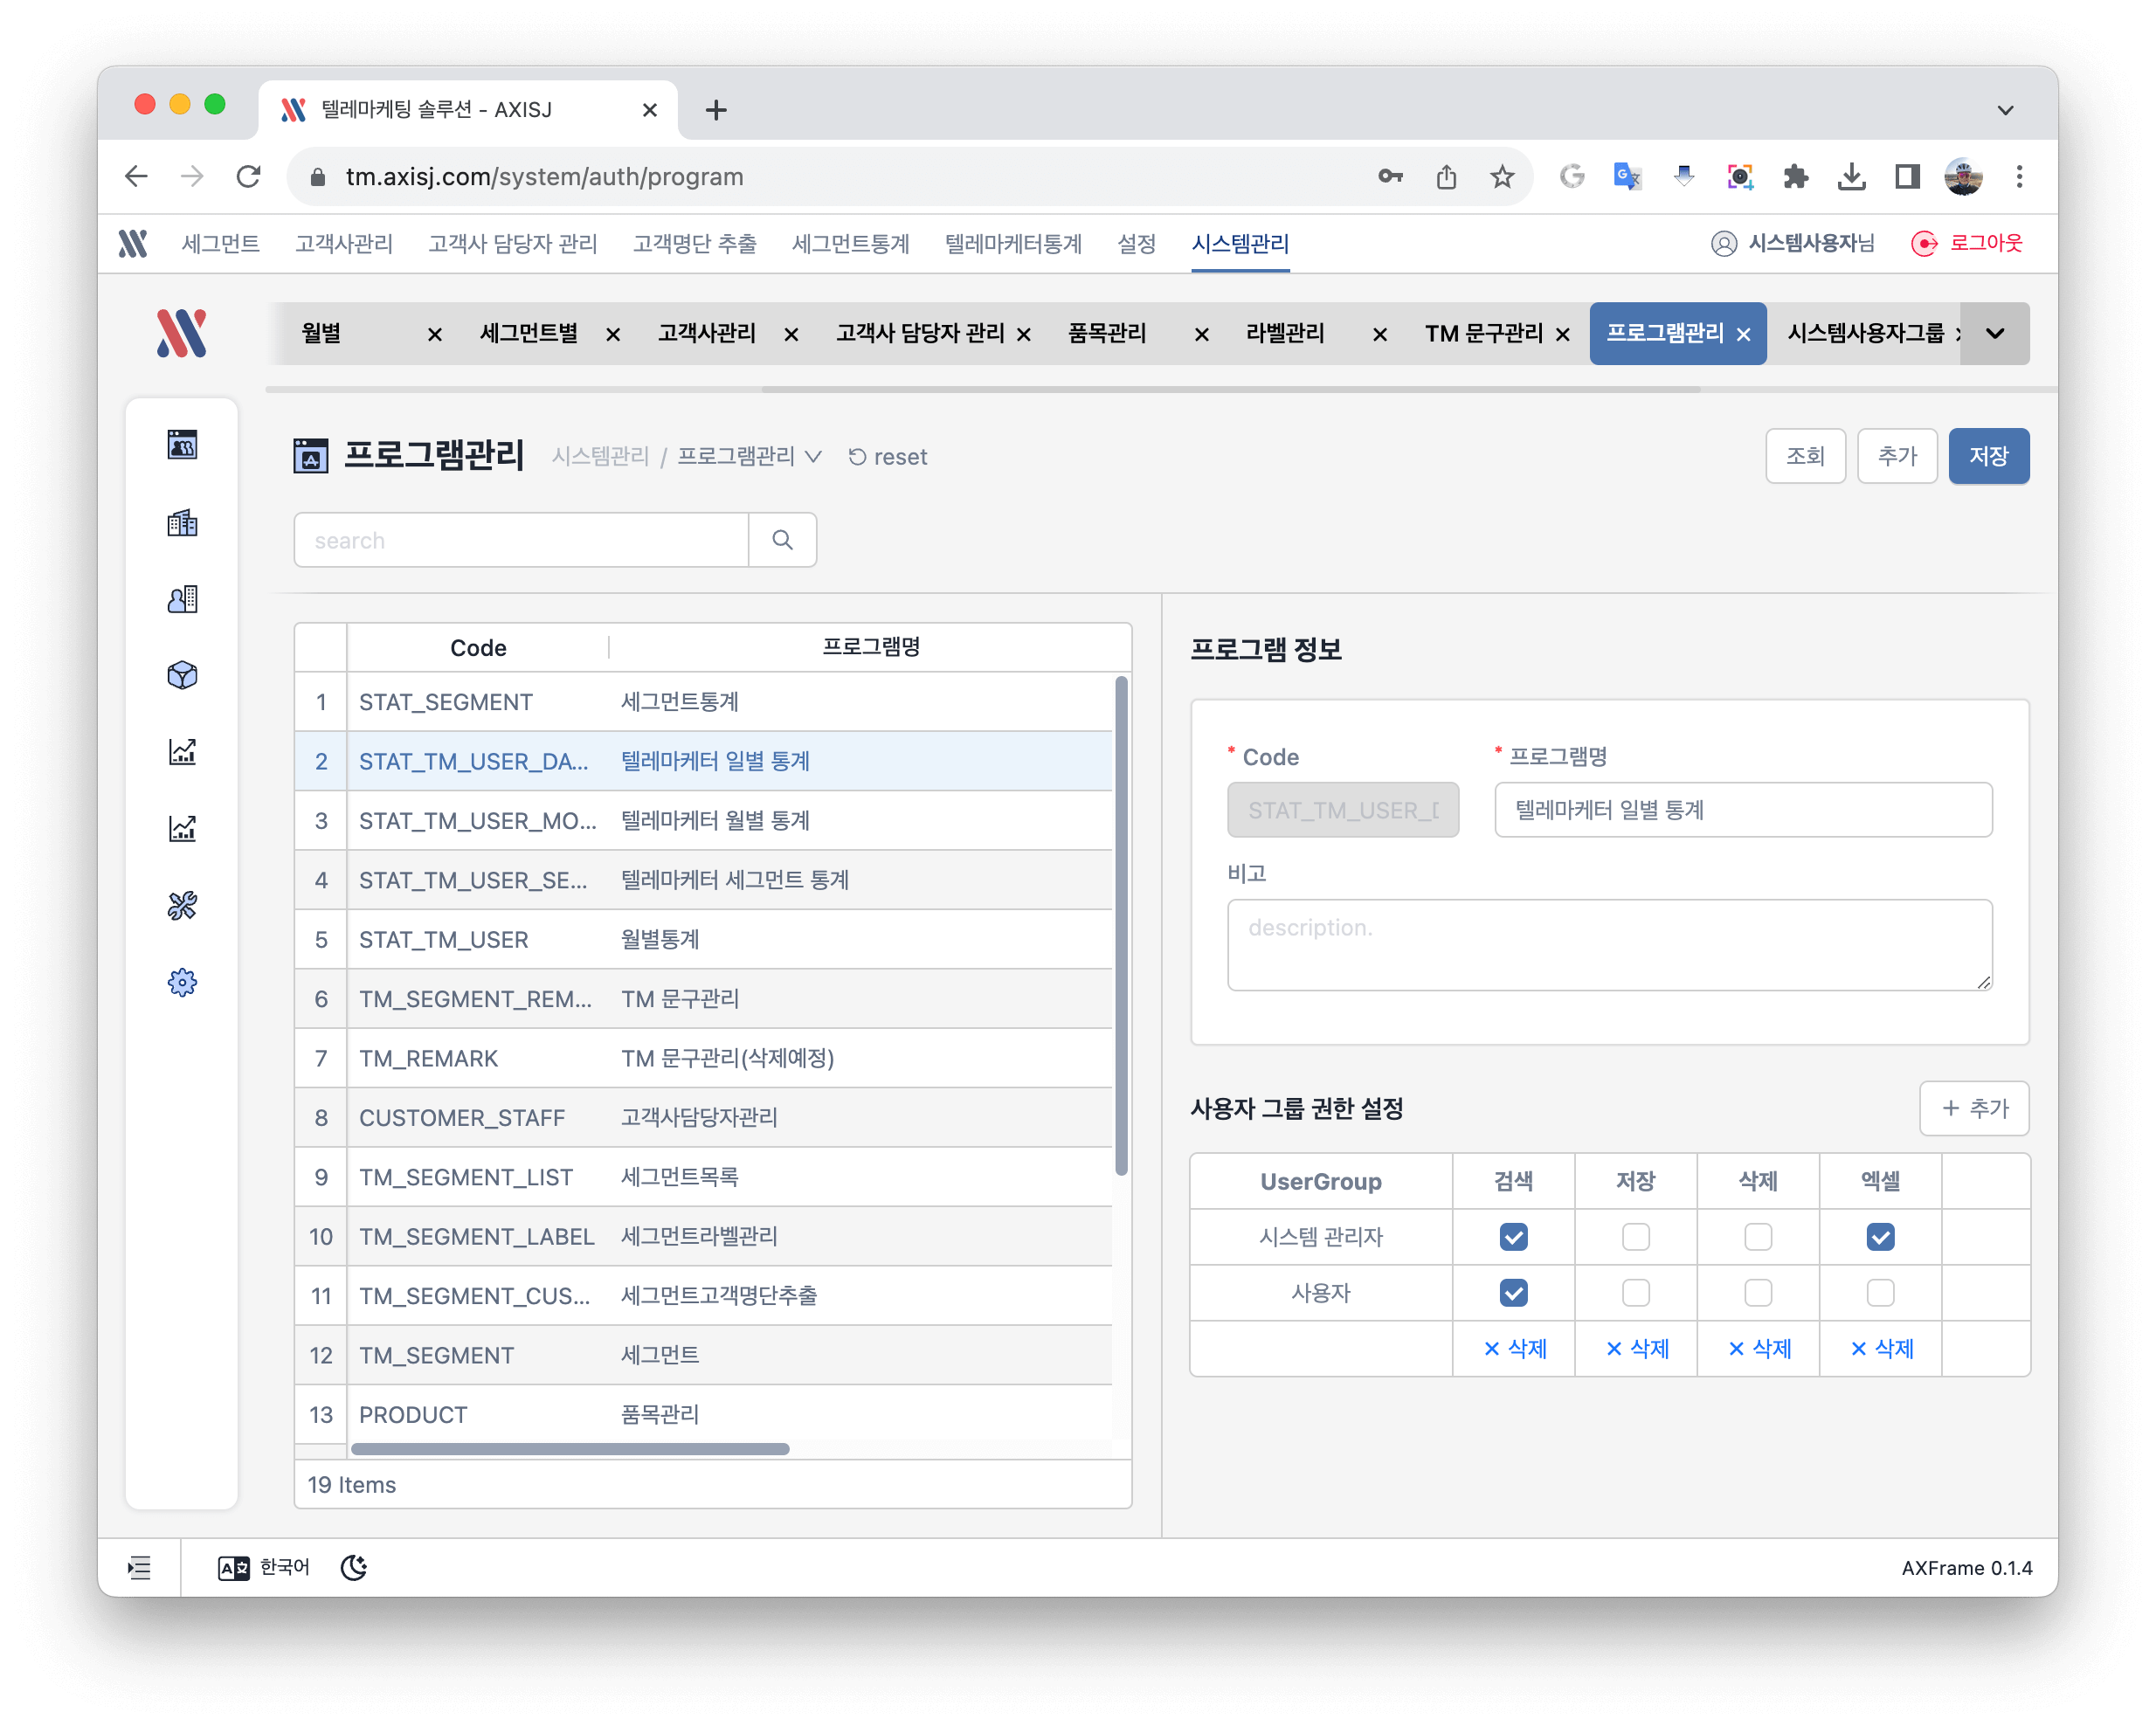 텔레마케팅 솔루션 - AXISJ
tm.axisj.com/system/auth/program
세그먼트 고객사관리 고객사 담당자 관리 고객명단 추출 세그먼트통계 텔레마케터통계 설정 시스템관리 시스템사용자님 로그아웃
월별 세그먼트별 고객사관리 고객사 담당자 관리 품목관리 라벨관리 TM 문구관리 프로그램관리 시스템사용자그룹
프로그램관리 시스템관리 / 프로그램관리 reset 조회 추가 저장
search
Code 프로그램명
1 STAT_SEGMENT 세그먼트통계
2 STAT_TM_USER_DA... 텔레마케터 일별 통계
3 STAT_TM_USER_MO... 텔레마케터 월별 통계
4 STAT_TM_USER_SE... 텔레마케터 세그먼트 통계
5 STAT_TM_USER 월별통계
6 TM_SEGMENT_REM... TM 문구관리
7 TM_REMARK TM 문구관리(삭제예정)
8 CUSTOMER_STAFF 고객사담당자관리
9 TM_SEGMENT_LIST 세그먼트목록
10 TM_SEGMENT_LABEL 세그먼트라벨관리
11 TM_SEGMENT_CUS... 세그먼트고객명단추출
12 TM_SEGMENT 세그먼트
13 PRODUCT 품목관리
19 Items
프로그램 정보
* Code * 프로그램명
STAT_TM_USER_D 텔레마케터 일별 통계
비고
description.
사용자 그룹 권한 설정 + 추가
UserGroup 검색 저장 삭제 엑셀
시스템 관리자
사용자
× 삭제 × 삭제 × 삭제 × 삭제
한국어 AXFrame 0.1.4